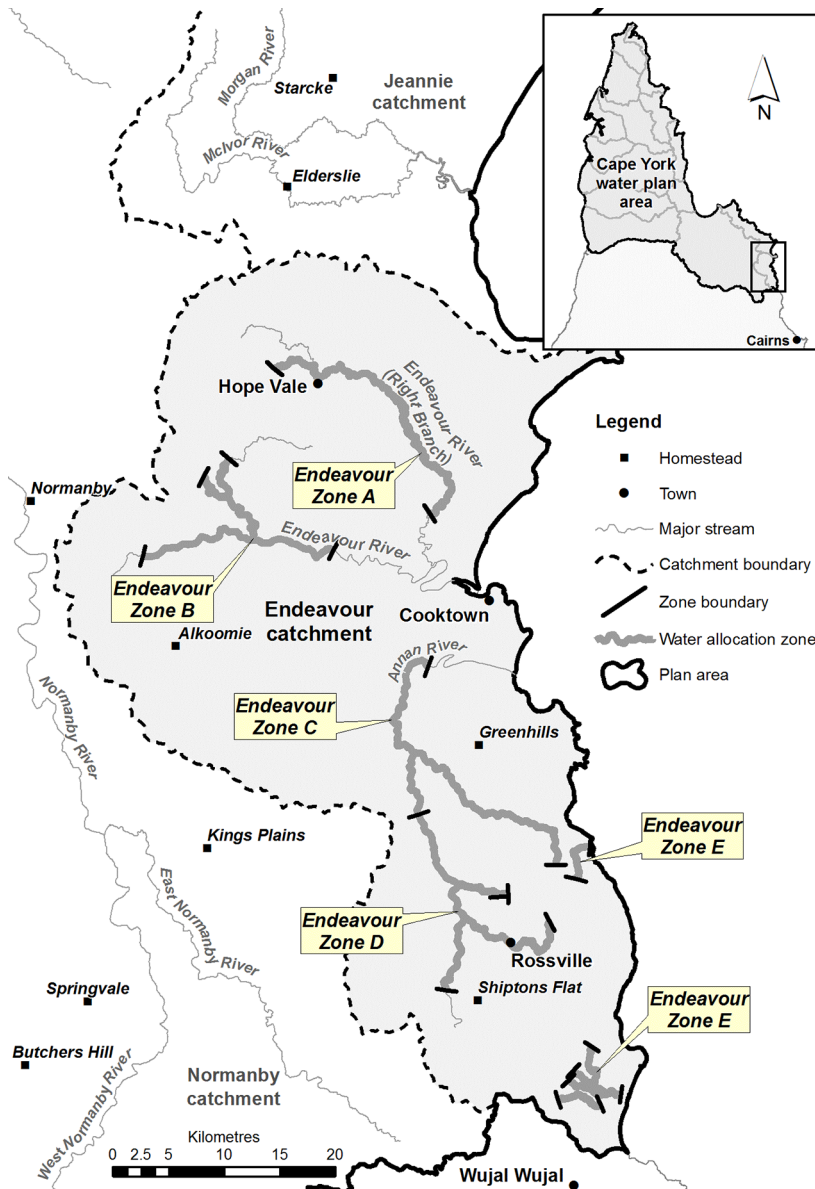 Morgan River
Starcke
Jeannie
catchment
McIvor River
Elderslie
N
Cape York
water plan
area
Cairns
Hope Vale
Endeavour River
(Right Branch)
Endeavour
Zone A
Normanby
Endeavour River
Endeavour
Zone B
Endeavour
catchment
Cooktown
Alkoomie
Legend
Homestead
Town
Major stream
Catchment boundary
Zone boundary
Water allocation zone
Plan area
Annan River
Normanby River
Endeavour
Zone C
Greenhills
Kings Plains
Endeavour
Zone E
East Normanby River
Endeavour
Zone D
Rossville
Springvale
Shiptons Flat
Endeavour
Zone E
Butchers Hill
West Normanby River
Normanby
catchment
Kilometres
0 2.5 5 10 15 20
Wujal Wujal